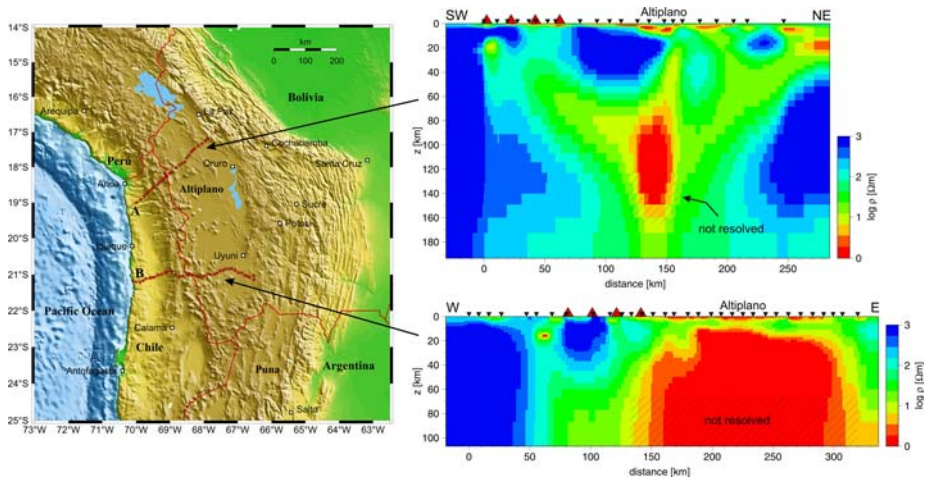 14°S
15°S
16°S
17°S
18°S
19°S
20°S
21°S
22°S
23°S
24°S
25°S
73°W 72°W 71°W 70°W 69°W 68°W 67°W 66°W 65°W 64°W 63°W
km
0 100 200
Bolivia
Arequipa
La Paz
Cochabamba
Santa Cruz
Perú
Oruro
Arica
Altiplano
A
Sucre
Potosi
Iquique
Uyuni
B
Pacific Ocean
Calama
Chile
Antofagasta
Puna
Argentina
Salta
SW Altiplano NE
z [km]
0
20
40
60
80
100
120
140
160
180
not resolved
0 50 100 150 200 250
distance [km]
3
2
1
0
log ρ [Ωm]
W Altiplano E
z [km]
0
20
40
60
80
100
not resolved
0 50 100 150 200 250 300
distance [km]
3
2
1
0
log ρ [Ωm]